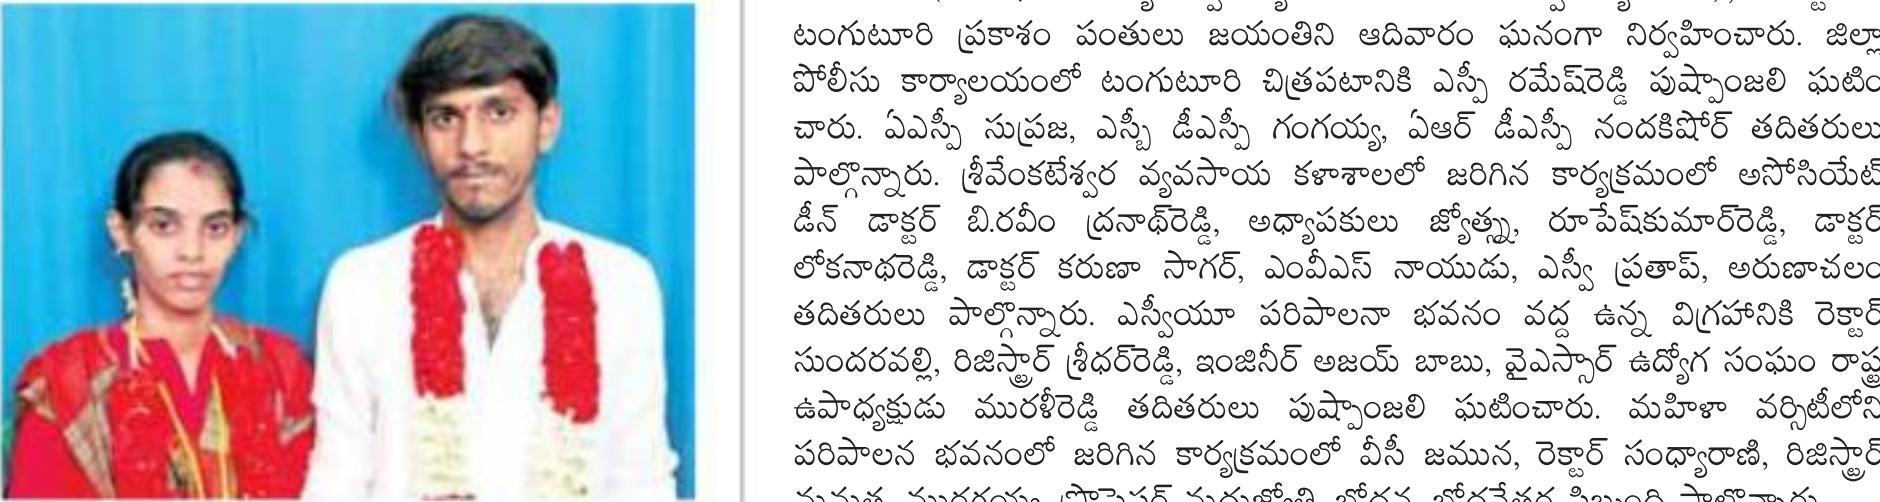 టంగుటూరి ప్రకాశం పంతులు జయంతిని ఆదివారం ఘనంగా నిర్వహించారు. జిల్లా
పోలీసు కార్యాలయంలో టంగుటూరి చిత్రపటానికి ఎస్పీ రమేష్‌రెడ్డి పుష్పాంజలి ఘటిం
చారు. ఏఎస్పీ సుప్రజ, ఎస్బీ డీఎస్పీ గంగయ్య, ఏఆర్ డీఎస్పీ నందకిషోర్ తదితరులు
పాల్గొన్నారు. శ్రీవేంకటేశ్వర వ్యవసాయ కళాశాలలో జరిగిన కార్యక్రమంలో అసోసియేట్
డీన్ డాక్టర్ బి.రవీం ద్రనాథ్‌రెడ్డి, అధ్యాపకులు జ్యోత్స్న, రూపేష్‌కుమార్‌రెడ్డి, డాక్టర్
లోకనాథరెడ్డి, డాక్టర్ కరుణా సాగర్, ఎంవీఎస్ నాయుడు, ఎస్వీ ప్రతాప్, అరుణాచలం
తదితరులు పాల్గొన్నారు. ఎస్వీయూ పరిపాలనా భవనం వద్ద ఉన్న విగ్రహానికి రెక్టార్
సుందరవల్లి, రిజిస్ట్రార్ శ్రీధర్‌రెడ్డి, ఇంజినీర్ అజయ్ బాబు, వైఎస్సార్ ఉద్యోగ సంఘం రాష్ట్ర
ఉపాధ్యక్షుడు మురళీరెడ్డి తదితరులు పుష్పాంజలి ఘటించారు. మహిళా వర్సిటీలోని
పరిపాలన భవనంలో జరిగిన కార్యక్రమంలో వీసీ జమున, రెక్టార్ సంధ్యారాణి, రిజిస్ట్రార్